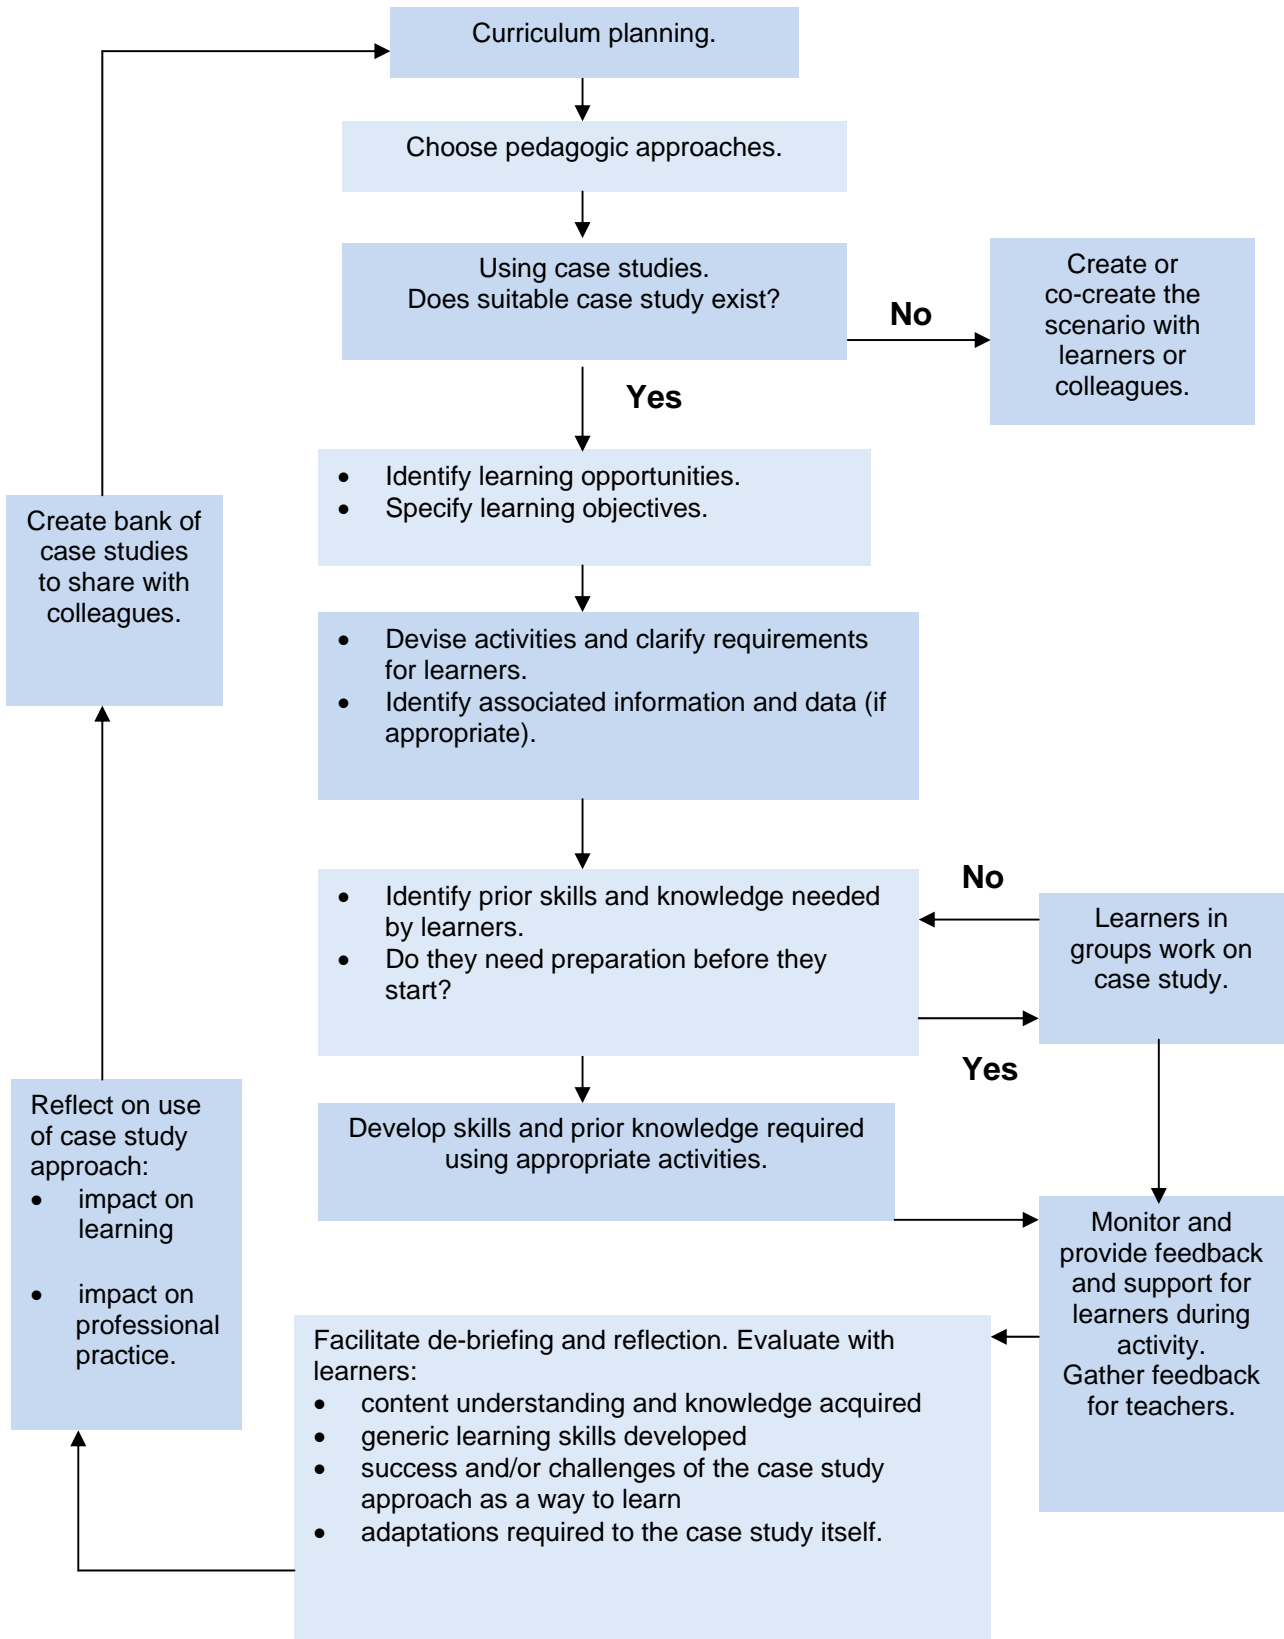 Curriculum planning.
Choose pedagogic approaches.
Using case studies.
Does suitable case study exist?
No
Create or
co-create the
scenario with
learners or
colleagues.
Yes
• Identify learning opportunities.
• Specify learning objectives.
Create bank of
case studies
to share with
colleagues.
• Devise activities and clarify requirements
for learners.
• Identify associated information and data (if
appropriate).
• Identify prior skills and knowledge needed
by learners.
• Do they need preparation before they
start?
No
Learners in
groups work on
case study.
Yes
Develop skills and prior knowledge required
using appropriate activities.
Monitor and
provide feedback
and support for
learners during
activity.
Gather feedback
for teachers.
Facilitate de-briefing and reflection. Evaluate with
learners:
• content understanding and knowledge acquired
• generic learning skills developed
• success and/or challenges of the case study
approach as a way to learn
• adaptations required to the case study itself.
Reflect on use
of case study
approach:
• impact on
learning
• impact on
professional
practice.